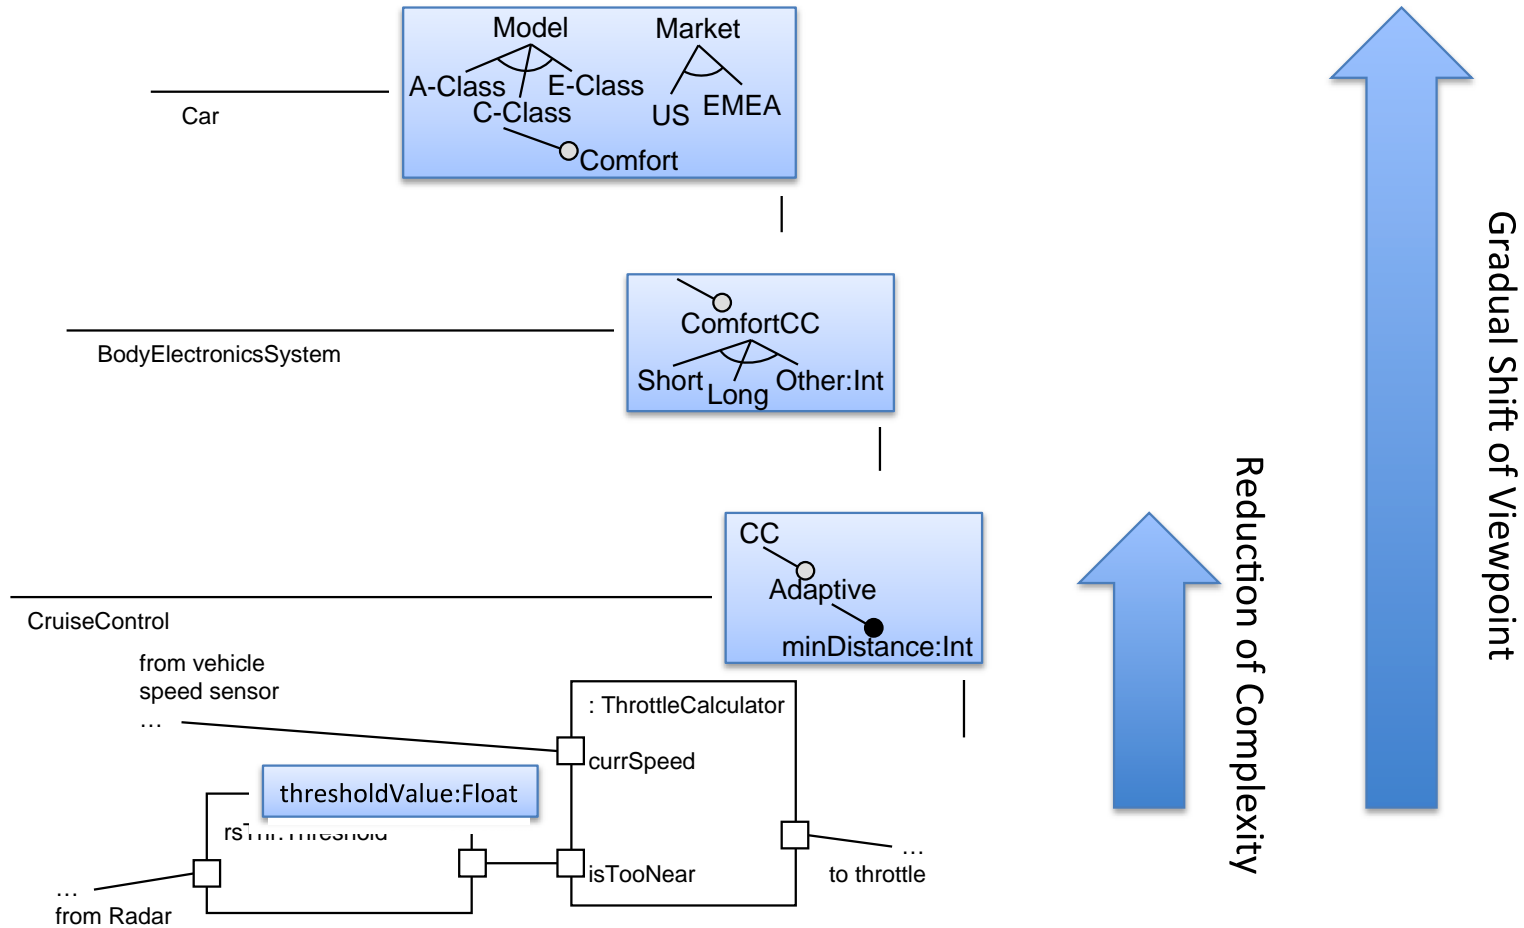 Model
Market
A-Class
E-Class
C-Class
US
EMEA
Comfort
Car
ComfortCC
Short
Long
Other:Int
BodyElectronicsSystem
CC
Adaptive
minDistance:Int
CruiseControl
from vehicle
speed sensor
...
: ThrottleCalculator
currSpeed
thresholdValue:Float
rsThr:Threshold
isTooNear
...
to throttle
...
from Radar
Reduction of Complexity
Gradual Shift of Viewpoint